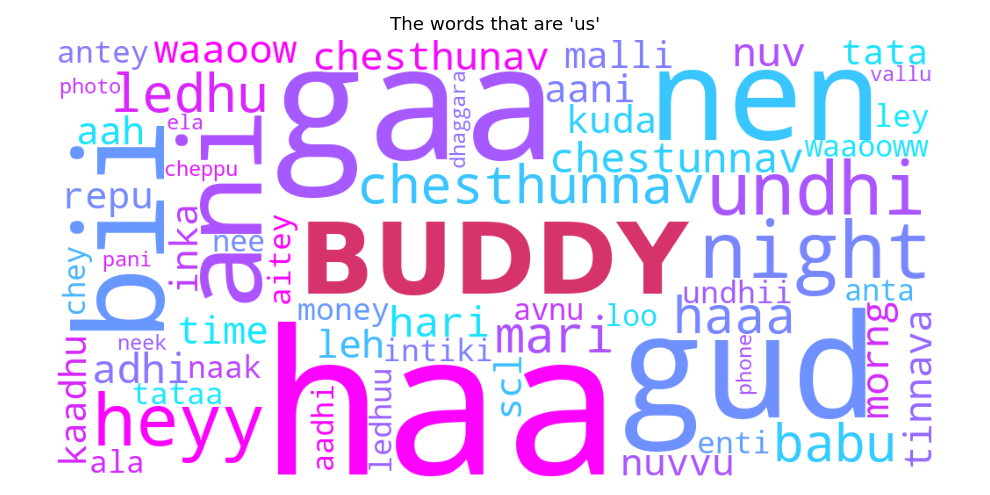 The words that are 'us'
antey waaoow chesthunav malli nuv tata
photo ledhu gaa dhaggara aani nen vallu
aah ela kuda ley
bii ani cheppu chestunnav waaooww
repu chesthunnav undhi
inka nee aitey BUDDY night
chey pani undhii anta
money hari avnu loo haaa
time leh intiki mari morng tinnava
kaadhu neek adhi naak haa scl gud phone
tataa heyy aadhi ledhuu
ala nuvvu enti babu